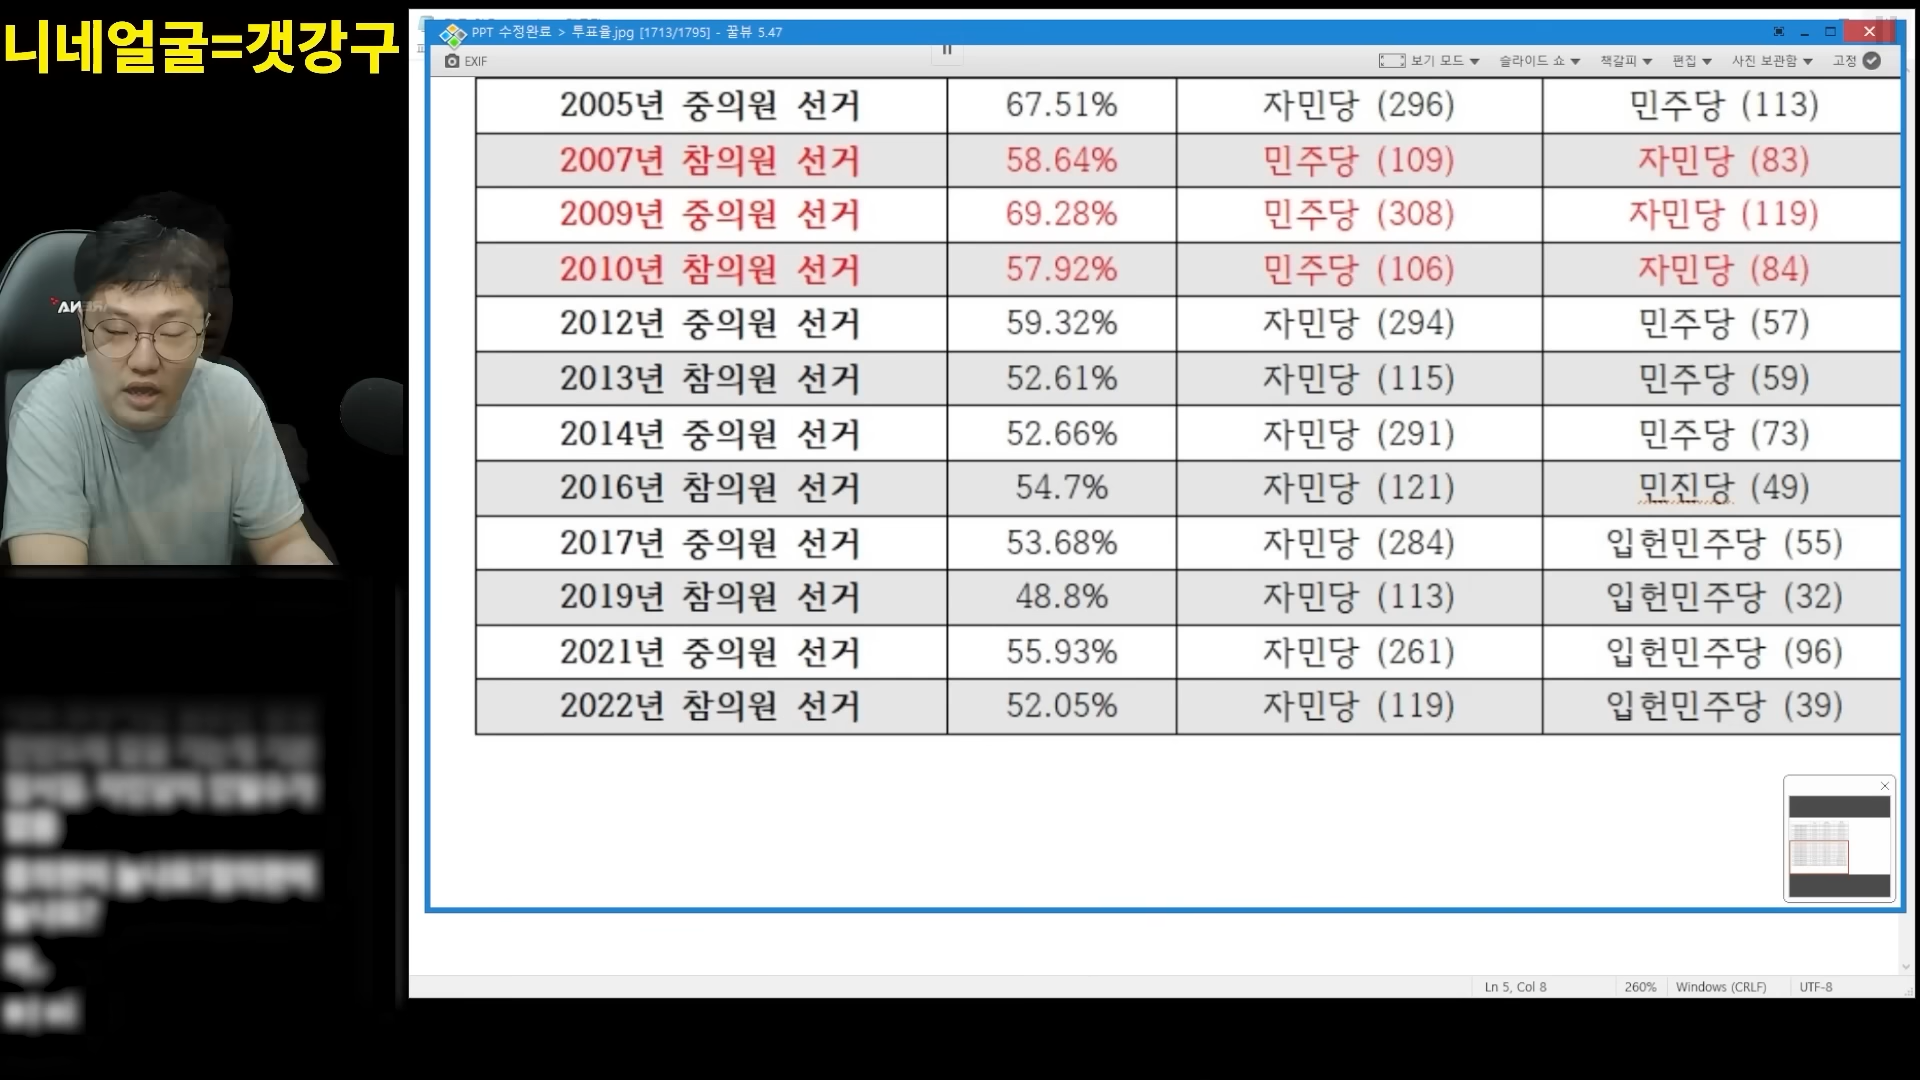 니네얼굴=갯강구
PPT 수정완료 > 투표율.jpg [1713/1795] - 꿀뷰 5.47
EXIF
보기 모드
슬라이드 쇼
책갈피
편집
사진 보관함
고정
2005년 중의원 선거 67.51% 자민당 (296) 민주당 (113)
2007년 참의원 선거 58.64% 민주당 (109) 자민당 (83)
2009년 중의원 선거 69.28% 민주당 (308) 자민당 (119)
2010년 참의원 선거 57.92% 민주당 (106) 자민당 (84)
2012년 중의원 선거 59.32% 자민당 (294) 민주당 (57)
2013년 참의원 선거 52.61% 자민당 (115) 민주당 (59)
2014년 중의원 선거 52.66% 자민당 (291) 민주당 (73)
2016년 참의원 선거 54.7% 자민당 (121) 민진당 (49)
2017년 중의원 선거 53.68% 자민당 (284) 입헌민주당 (55)
2019년 참의원 선거 48.8% 자민당 (113) 입헌민주당 (32)
2021년 중의원 선거 55.93% 자민당 (261) 입헌민주당 (96)
2022년 참의원 선거 52.05% 자민당 (119) 입헌민주당 (39)
Ln 5, Col 8
260%
Windows (CRLF)
UTF-8